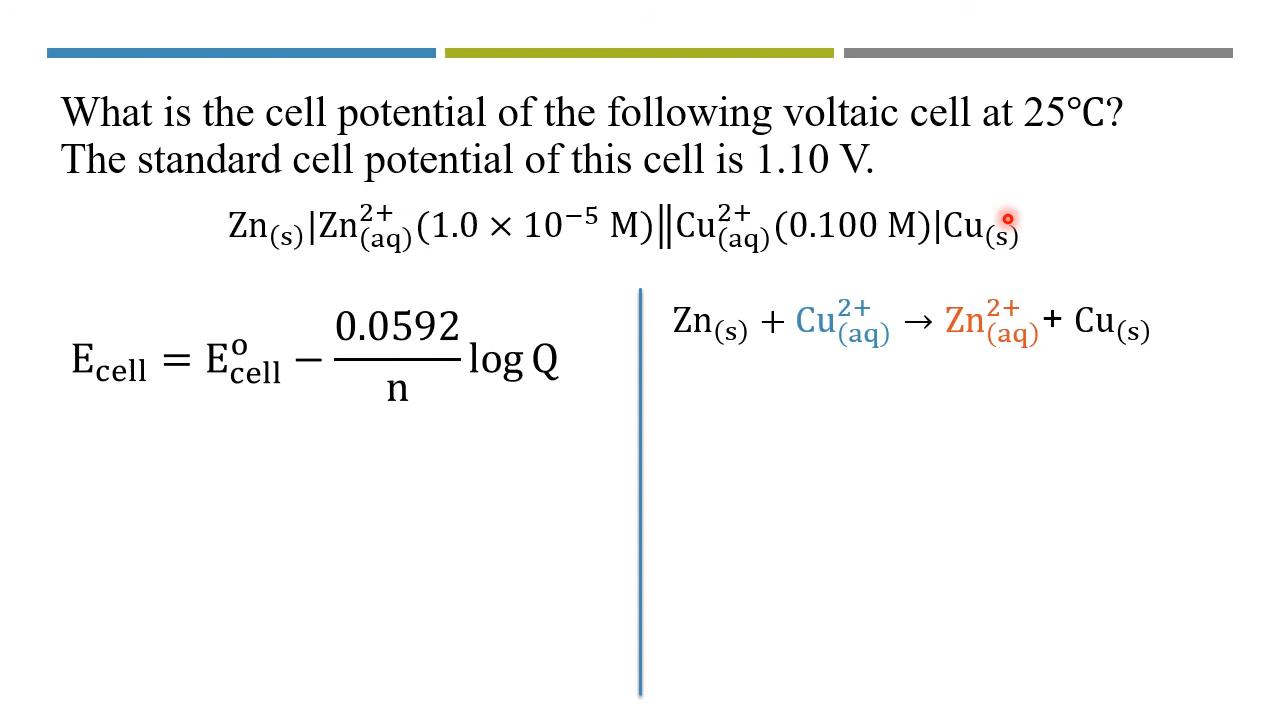 What is the cell potential of the following voltaic cell at 25°C?
The standard cell potential of this cell is 1.10 V.
Zn₍s₎|Zn²⁺₍aq₎(1.0 × 10⁻⁵ M)‖Cu²⁺₍aq₎(0.100 M)|Cu₍s₎
E_cell = E°_cell − 0.0592/n log Q
Zn₍s₎ + Cu²⁺₍aq₎ → Zn²⁺₍aq₎ + Cu₍s₎